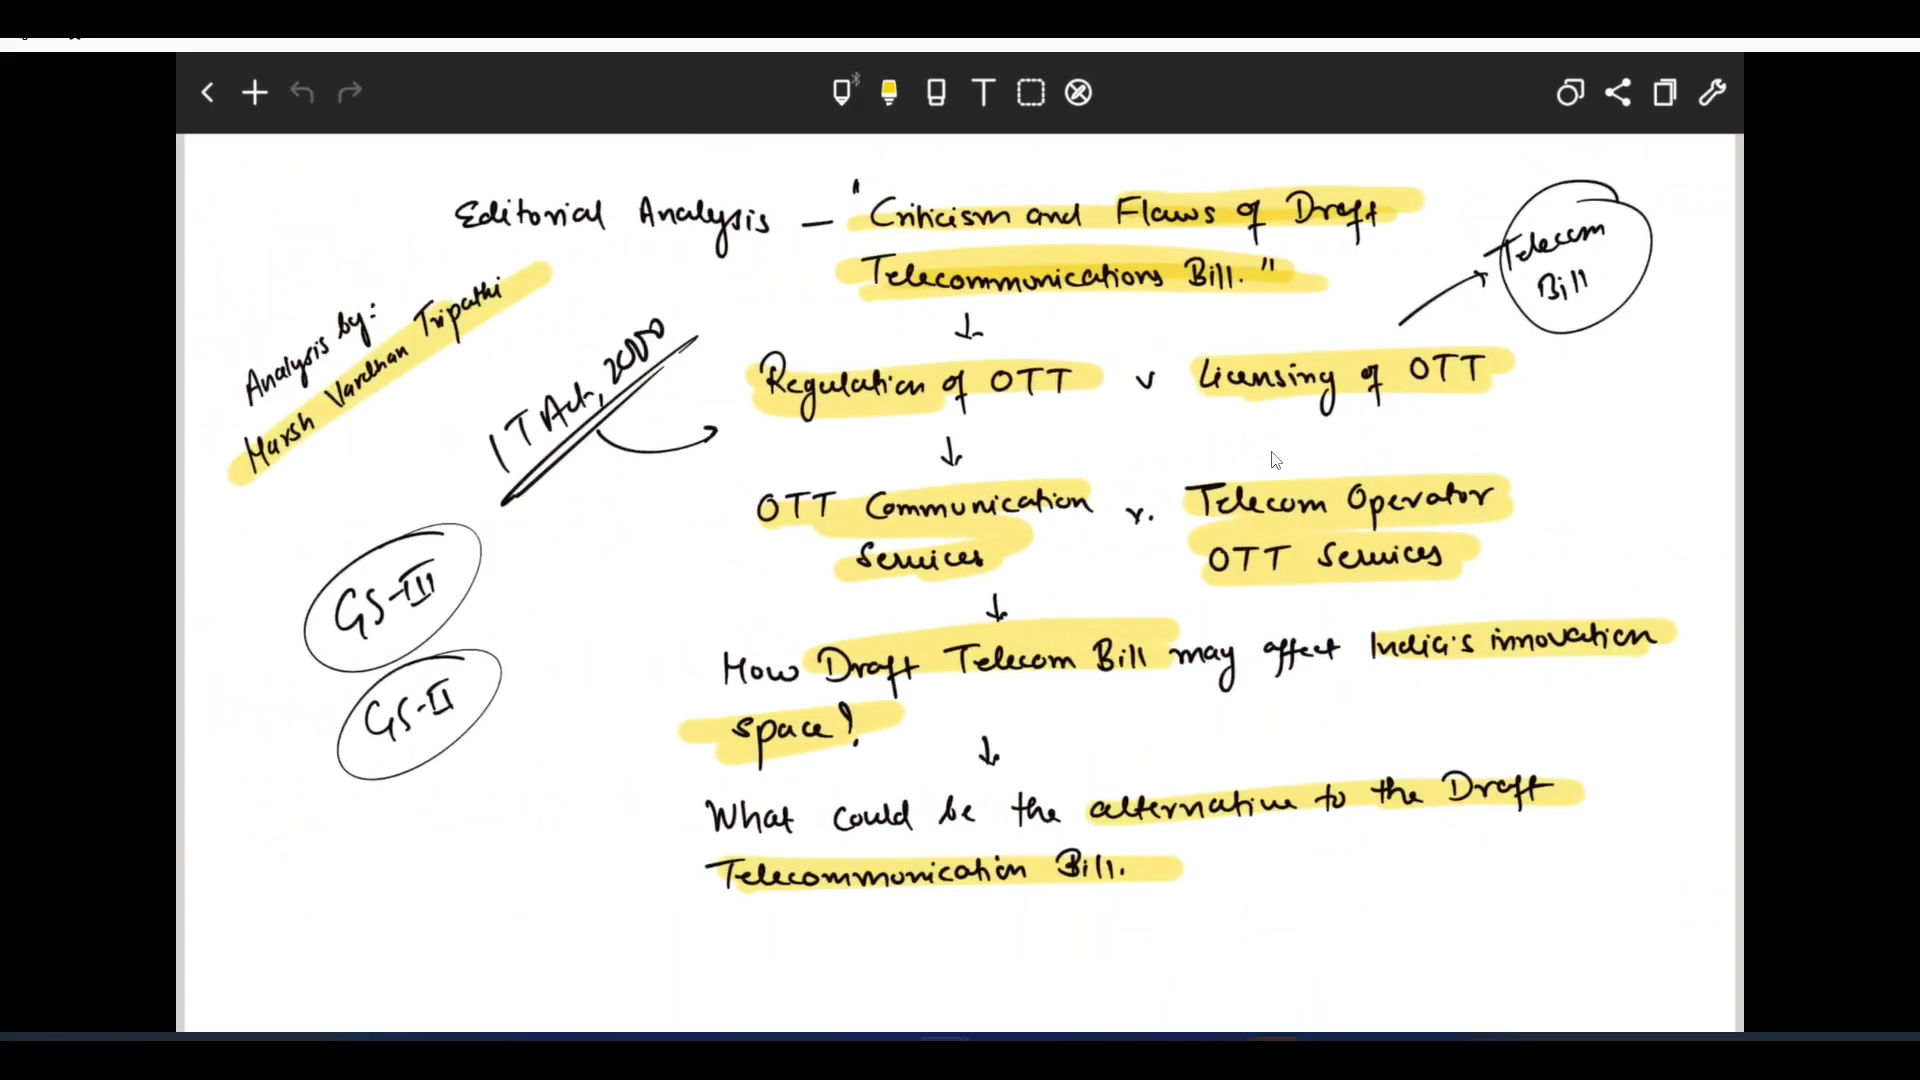 Editorial Analysis — "Criticism and Flaws of Draft
Telecommunications Bill."
Telecom
Bill
Analysis by:
Harsh Vardhan Tripathi
IT Act, 2000
Regulation of OTT v Licensing of OTT
OTT Communication v. Telecom Operator
Services OTT Services
GS-III
GS-II
How Draft Telecom Bill may affect India's innovation
space?
What could be the alternative to the Draft
Telecommunication Bill.